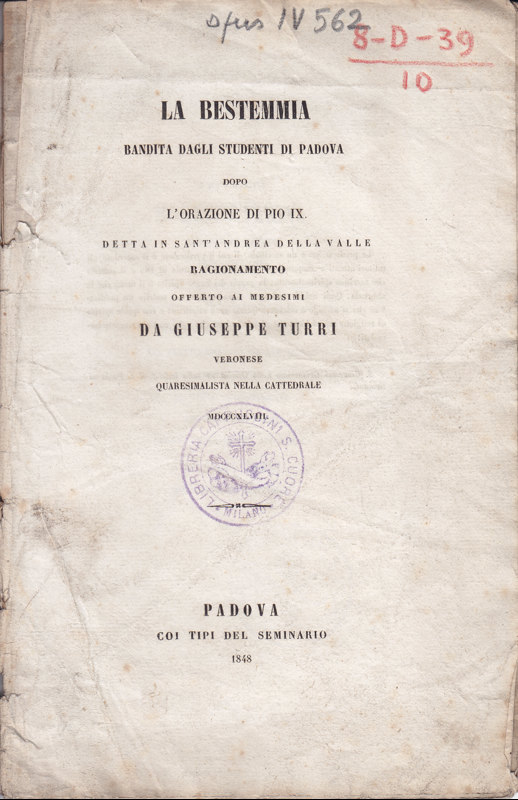 Opus IV 562
8-D-39
10
LA BESTEMMIA
BANDITA DAGLI STUDENTI DI PADOVA
DOPO
L'ORAZIONE DI PIO IX.
DETTA IN SANT'ANDREA DELLA VALLE
RAGIONAMENTO
OFFERTO AI MEDESIMI
DA GIUSEPPE TURRI
VERONESE
QUARESIMALISTA NELLA CATTEDRALE
MDCCCXLVIII.
LIBRERIA CAPPUCCINI S. CUORE
MILANO
PADOVA
COI TIPI DEL SEMINARIO
1848